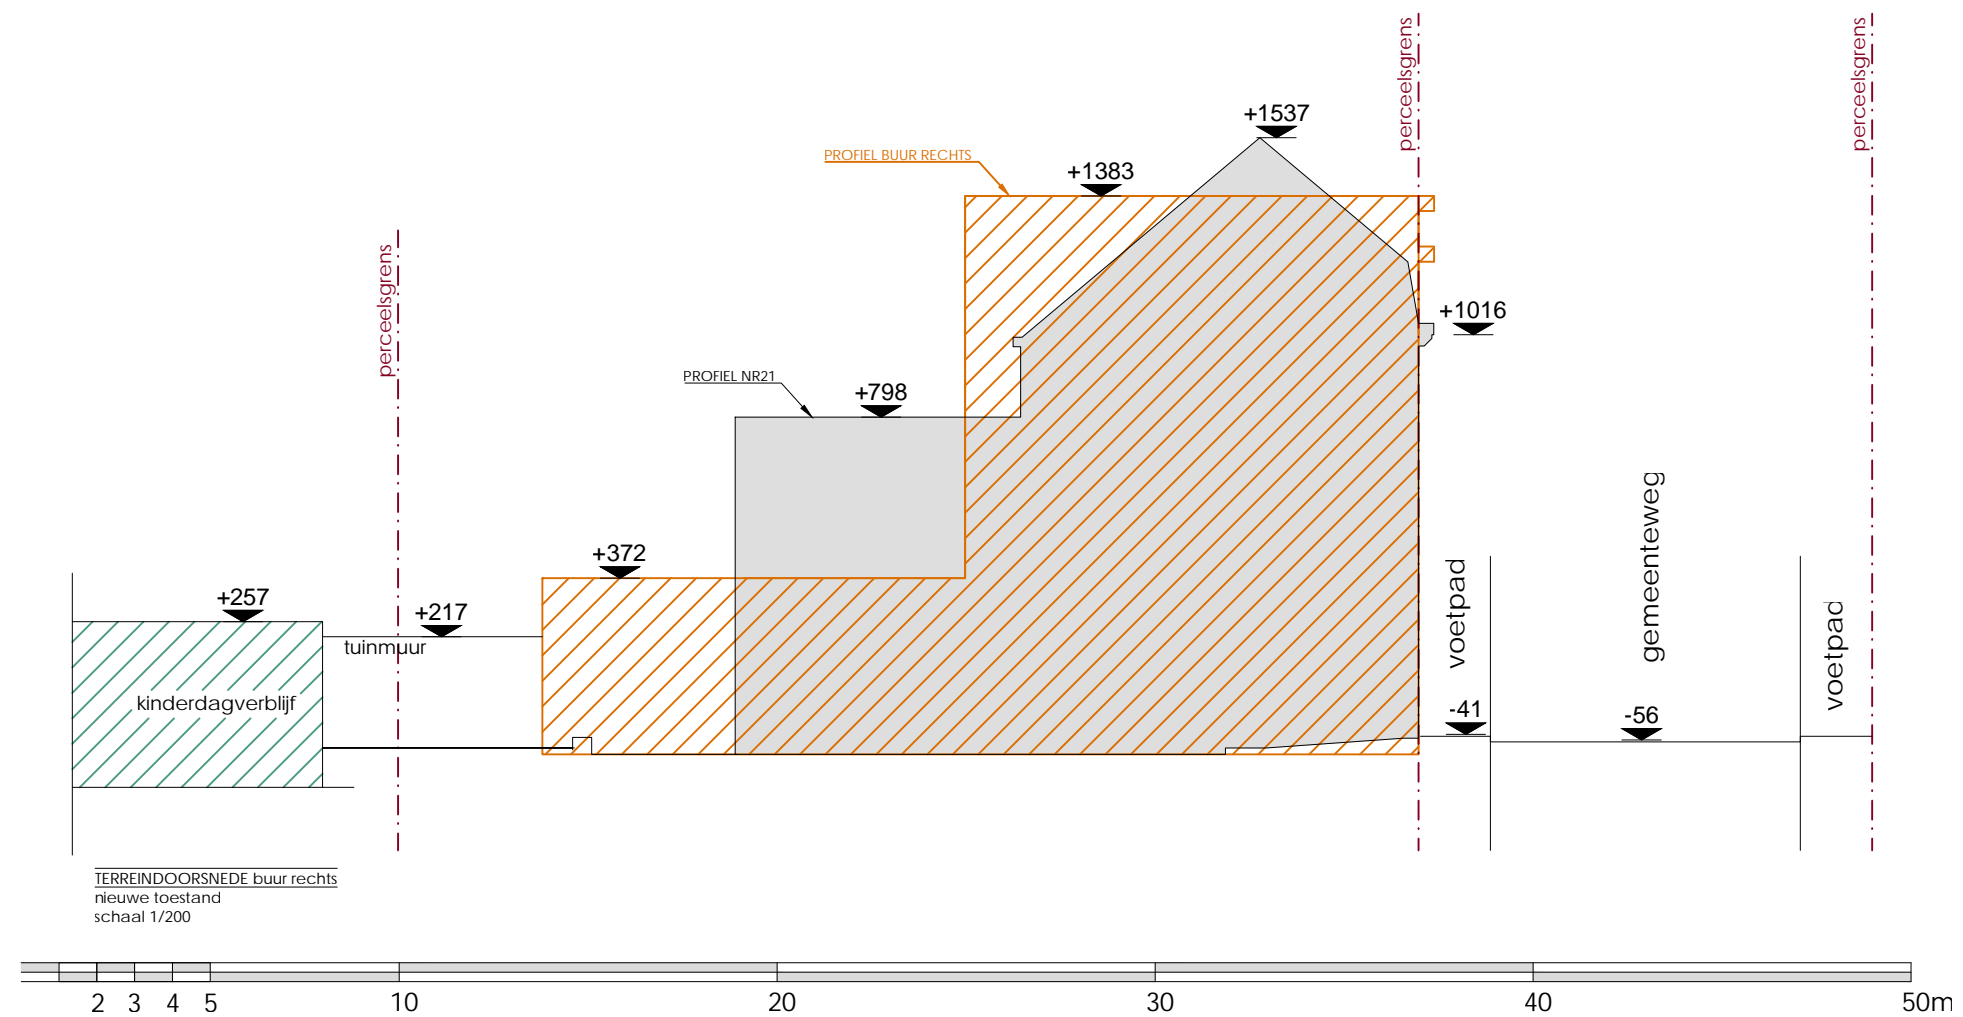 perceelsgrens
perceelsgrens
+1537
PROFIEL BUUR RECHTS
+1383
perceelsgrens
+1016
PROFIEL NR21
+798
+372
+257
+217
tuinmuur
kinderdagverblijf
voetpad
gemeenteweg
voetpad
-41
-56
TERREINDOORSNEDE buur rechts
nieuwe toestand
schaal 1/200
2 3 4 5 10 20 30 40 50m